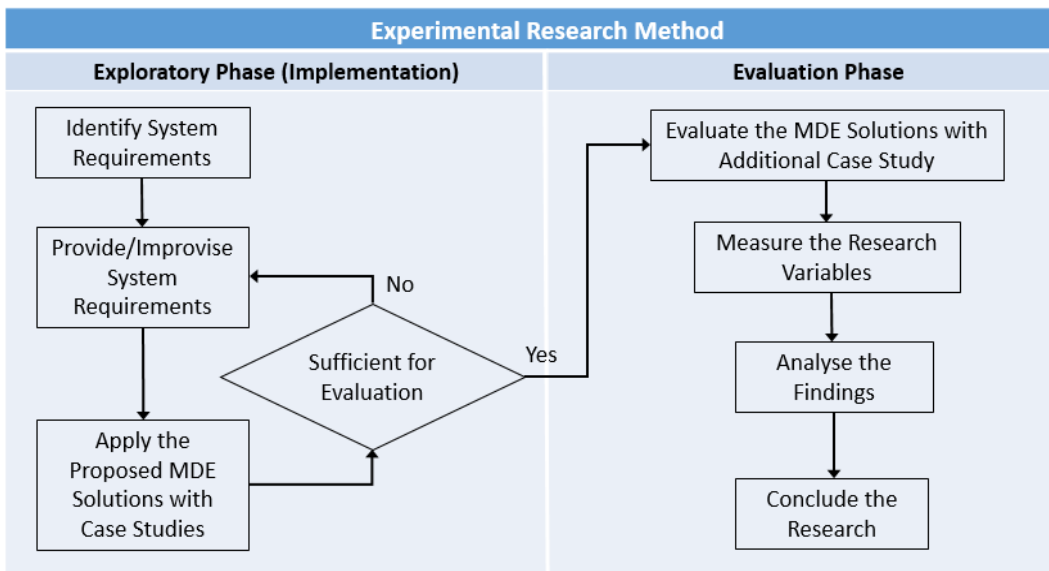 Experimental Research Method
Exploratory Phase (Implementation)
Evaluation Phase
Identify System
Requirements
Provide/Improvise
System
Requirements
Apply the
Proposed MDE
Solutions with
Case Studies
No
Sufficient for
Evaluation
Yes
Evaluate the MDE Solutions with
Additional Case Study
Measure the Research
Variables
Analyse the
Findings
Conclude the
Research